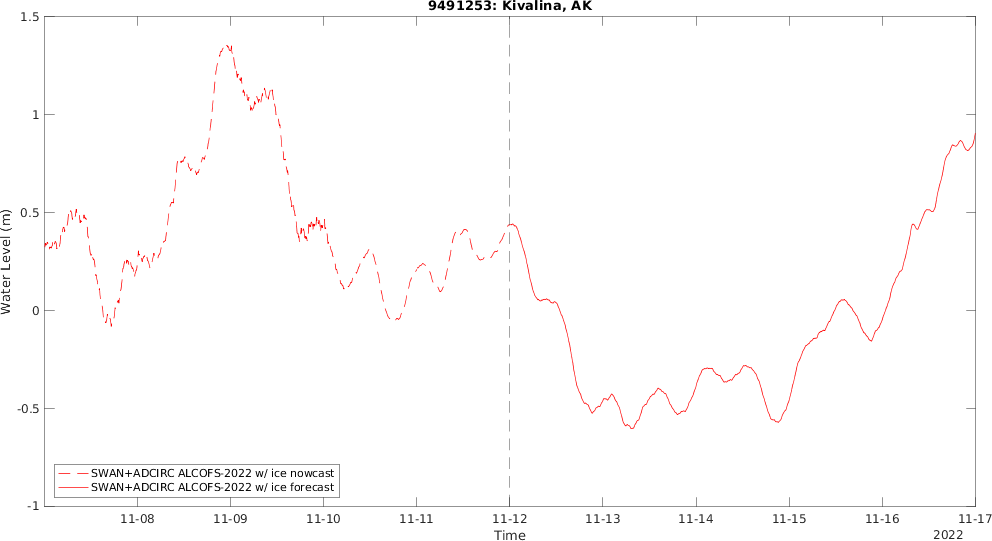 9491253: Kivalina, AK
1.5
1
0.5
0
-0.5
-1
Water Level (m)
SWAN+ADCIRC ALCOFS-2022 w/ ice nowcast
SWAN+ADCIRC ALCOFS-2022 w/ ice forecast
11-08 11-09 11-10 11-11 11-12 11-13 11-14 11-15 11-16 11-17
Time
2022